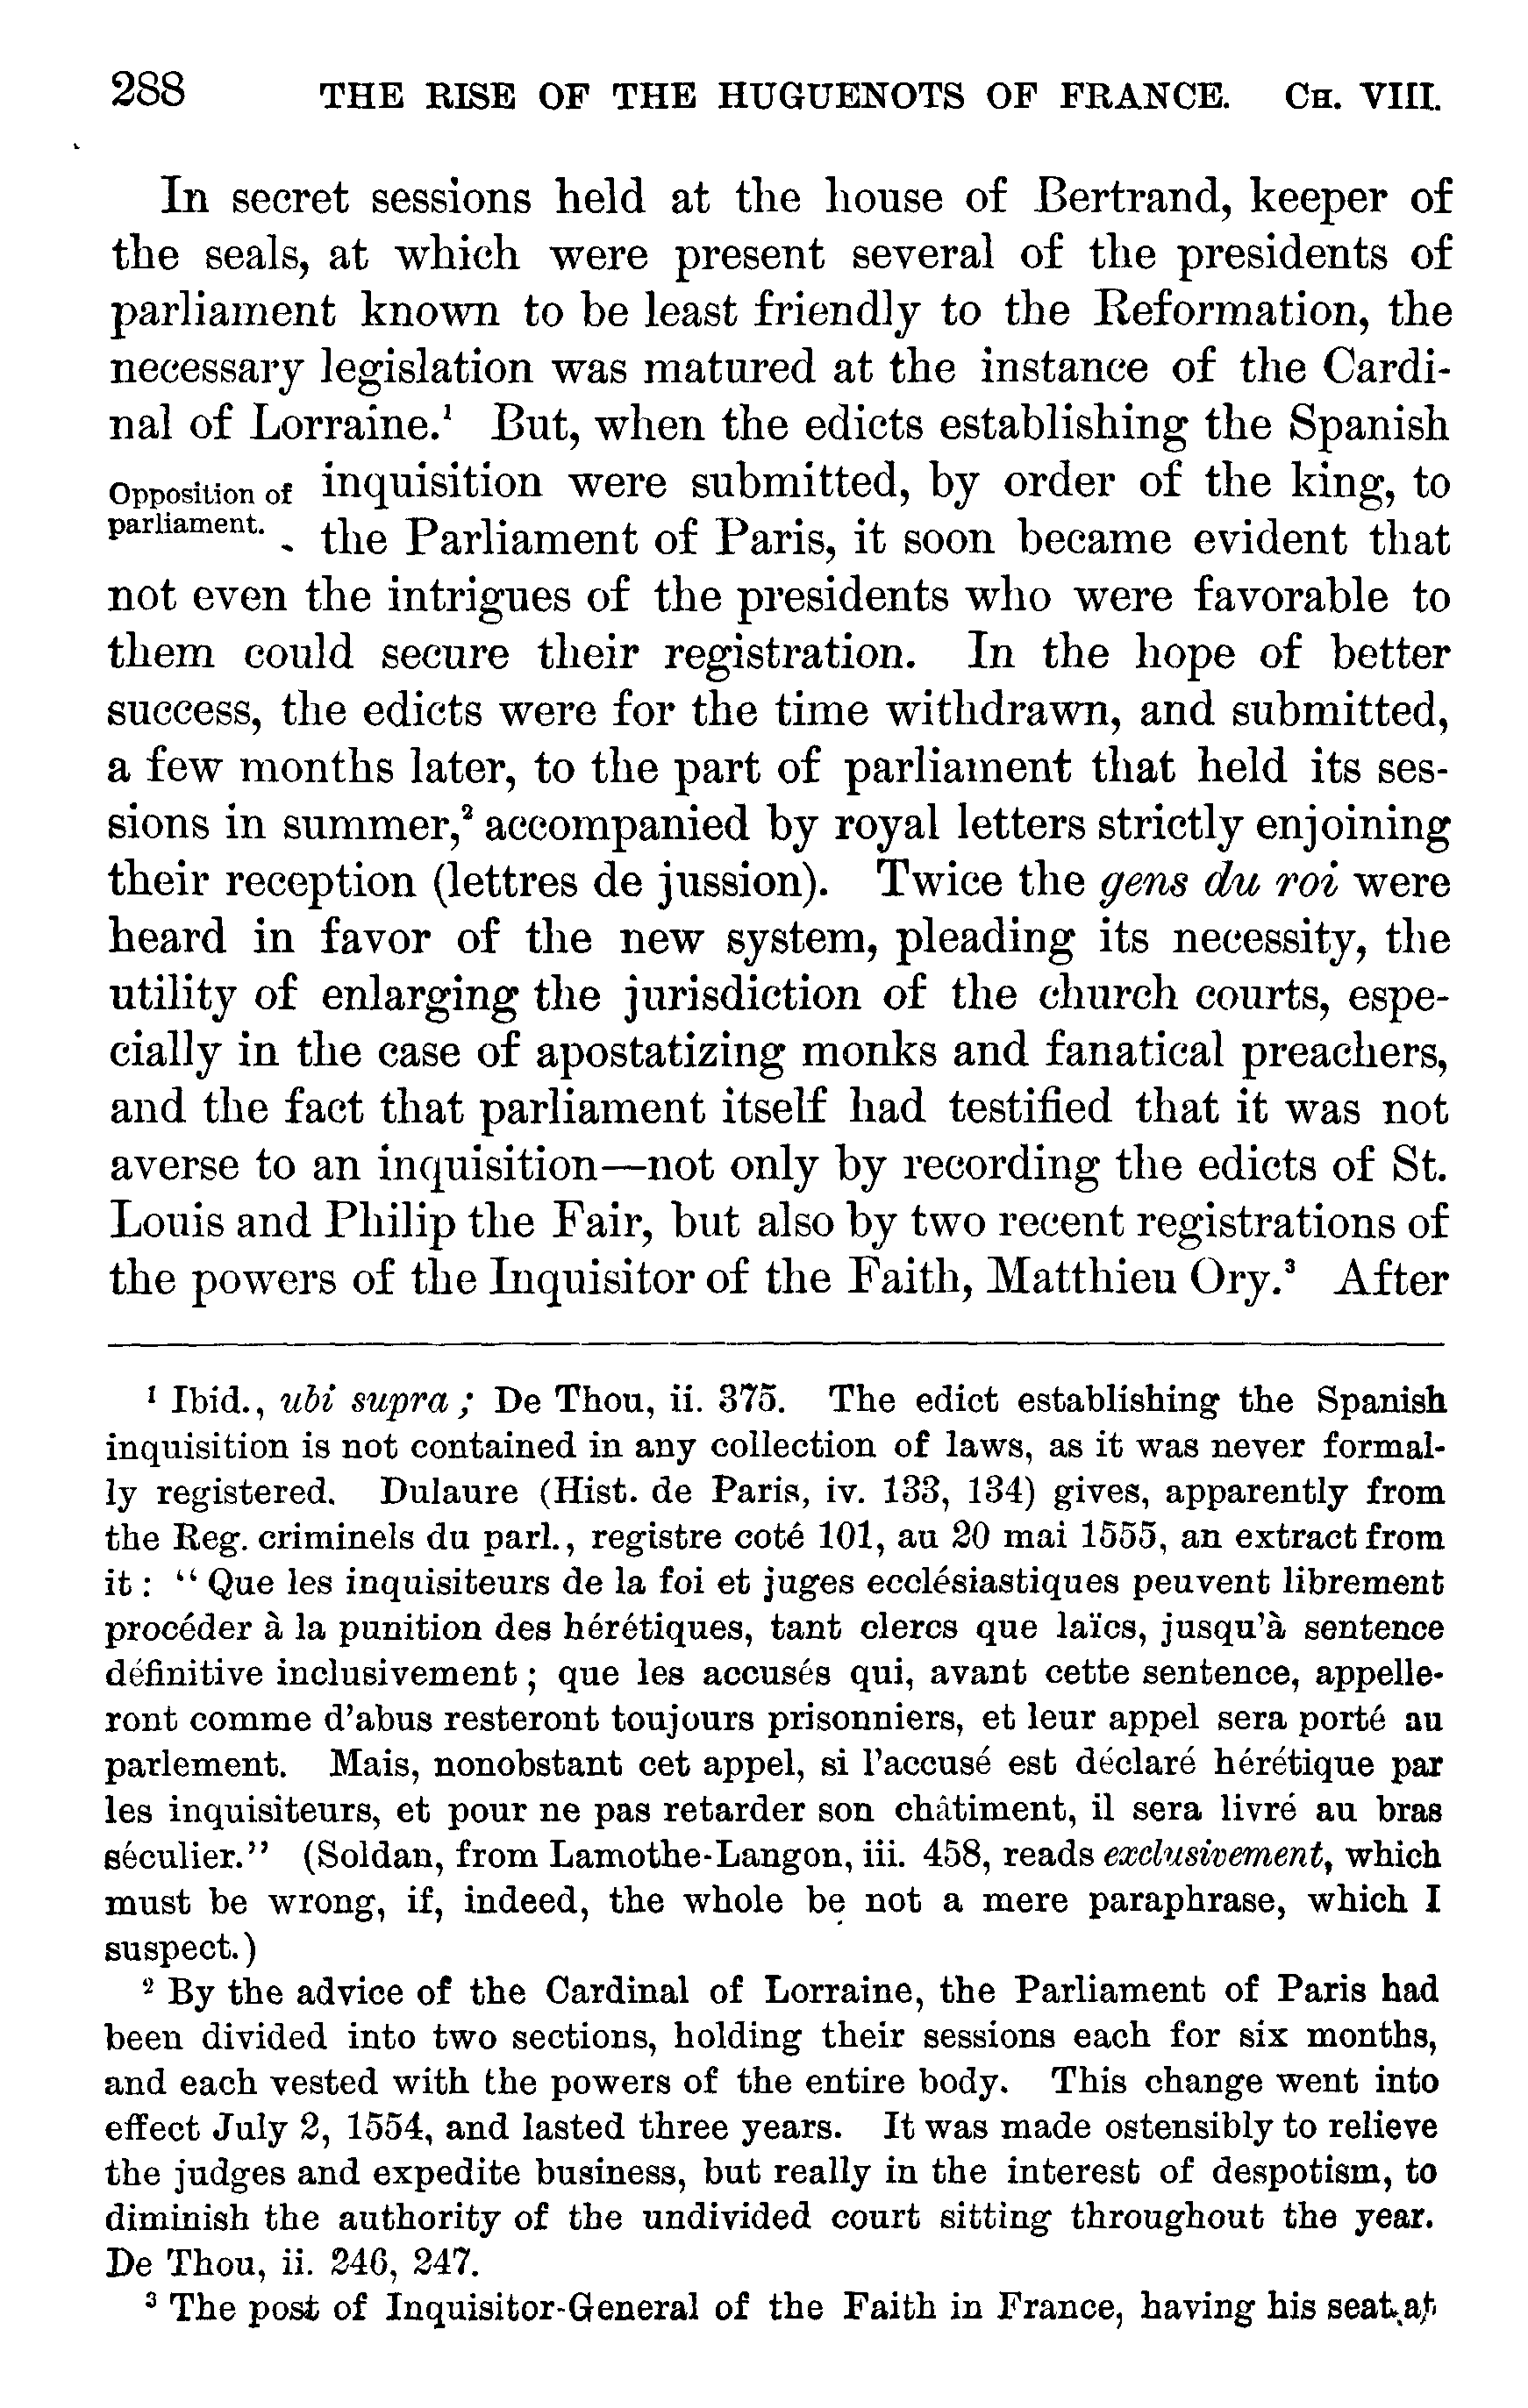 288 THE RISE OF THE HUGUENOTS OF FRANCE. CH. VIII.
In secret sessions held at the house of Bertrand, keeper of
the seals, at which were present several of the presidents of
parliament known to be least friendly to the Reformation, the
necessary legislation was matured at the instance of the Cardi-
nal of Lorraine.¹ But, when the edicts establishing the Spanish
Opposition of
parliament.
inquisition were submitted, by order of the king, to
the Parliament of Paris, it soon became evident that
not even the intrigues of the presidents who were favorable to
them could secure their registration. In the hope of better
success, the edicts were for the time withdrawn, and submitted,
a few months later, to the part of parliament that held its ses-
sions in summer,² accompanied by royal letters strictly enjoining
their reception (lettres de jussion). Twice the gens du roi were
heard in favor of the new system, pleading its necessity, the
utility of enlarging the jurisdiction of the church courts, espe-
cially in the case of apostatizing monks and fanatical preachers,
and the fact that parliament itself had testified that it was not
averse to an inquisition—not only by recording the edicts of St.
Louis and Philip the Fair, but also by two recent registrations of
the powers of the Inquisitor of the Faith, Matthieu Ory.³ After
¹ Ibid., ubi supra; De Thou, ii. 375. The edict establishing the Spanish
inquisition is not contained in any collection of laws, as it was never formal-
ly registered. Dulaure (Hist. de Paris, iv. 133, 134) gives, apparently from
the Reg. criminels du parl., registre coté 101, au 20 mai 1555, an extract from
it: "Que les inquisiteurs de la foi et juges ecclésiastiques peuvent librement
procéder à la punition des hérétiques, tant clercs que laïcs, jusqu'à sentence
définitive inclusivement; que les accusés qui, avant cette sentence, appelle-
ront comme d'abus resteront toujours prisonniers, et leur appel sera porté au
parlement. Mais, nonobstant cet appel, si l'accusé est déclaré hérétique par
les inquisiteurs, et pour ne pas retarder son châtiment, il sera livré au bras
séculier." (Soldan, from Lamothe-Langon, iii. 458, reads exclusivement, which
must be wrong, if, indeed, the whole be not a mere paraphrase, which I
suspect.)
² By the advice of the Cardinal of Lorraine, the Parliament of Paris had
been divided into two sections, holding their sessions each for six months,
and each vested with the powers of the entire body. This change went into
effect July 2, 1554, and lasted three years. It was made ostensibly to relieve
the judges and expedite business, but really in the interest of despotism, to
diminish the authority of the undivided court sitting throughout the year.
De Thou, ii. 246, 247.
³ The post of Inquisitor-General of the Faith in France, having his seat at